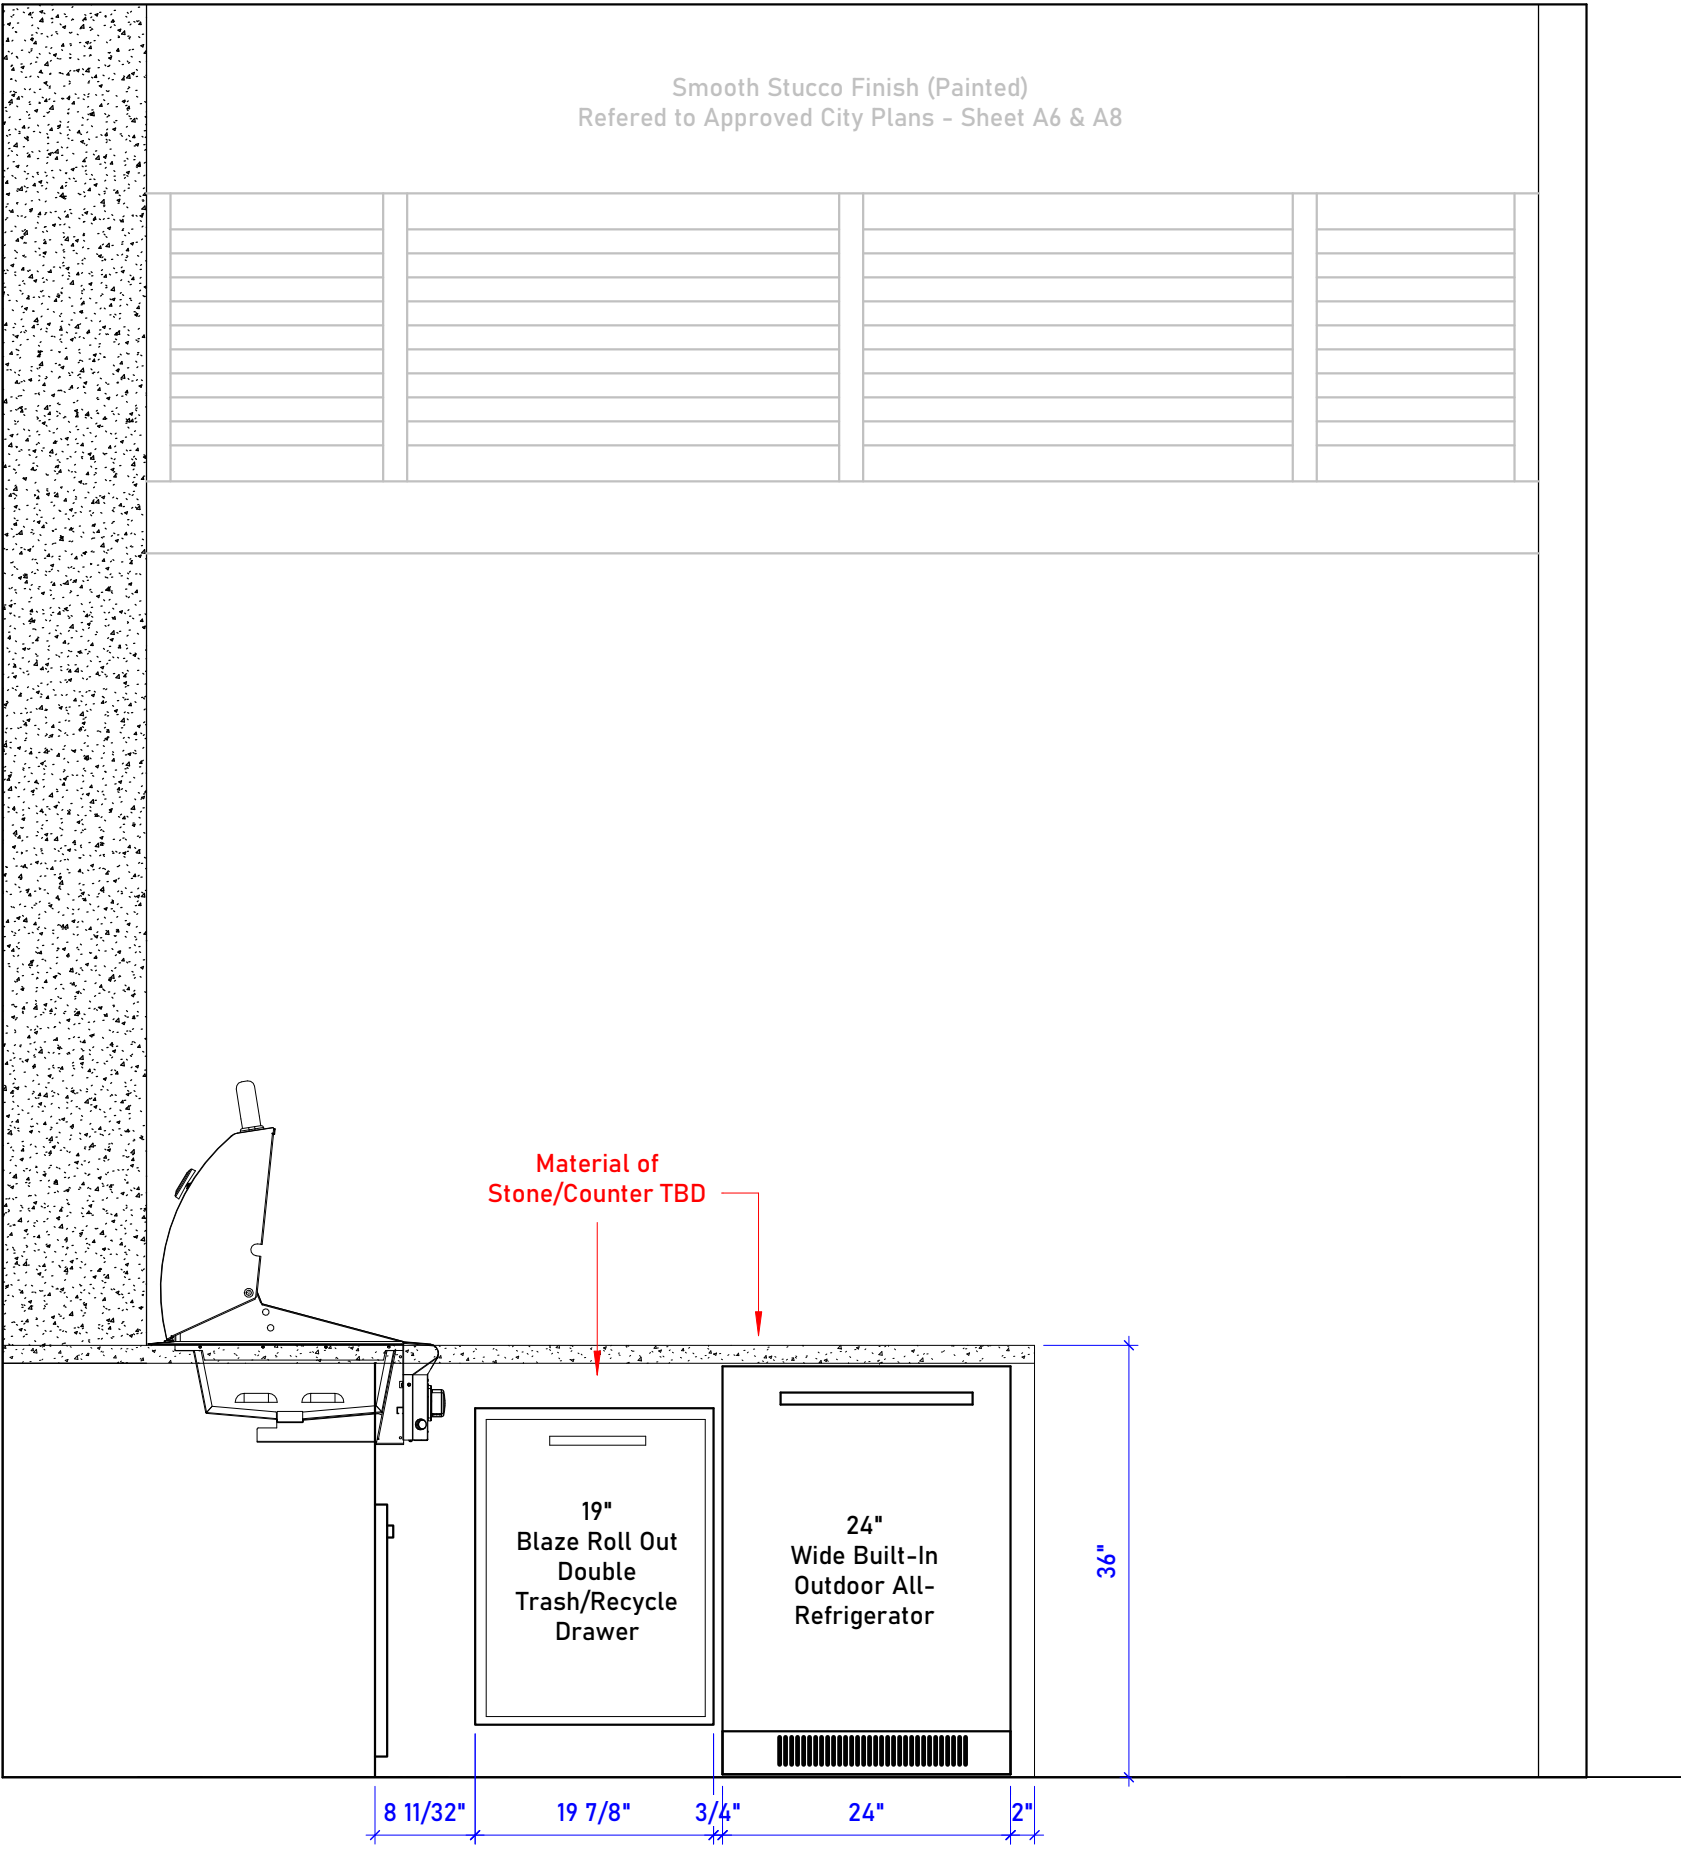 Smooth Stucco Finish (Painted)
Refered to Approved City Plans - Sheet A6 & A8
Material of
Stone/Counter TBD
19"
Blaze Roll Out
Double
Trash/Recycle
Drawer
24"
Wide Built-In
Outdoor All-
Refrigerator
36"
8 11/32"
19 7/8"
3/4"
24"
2"